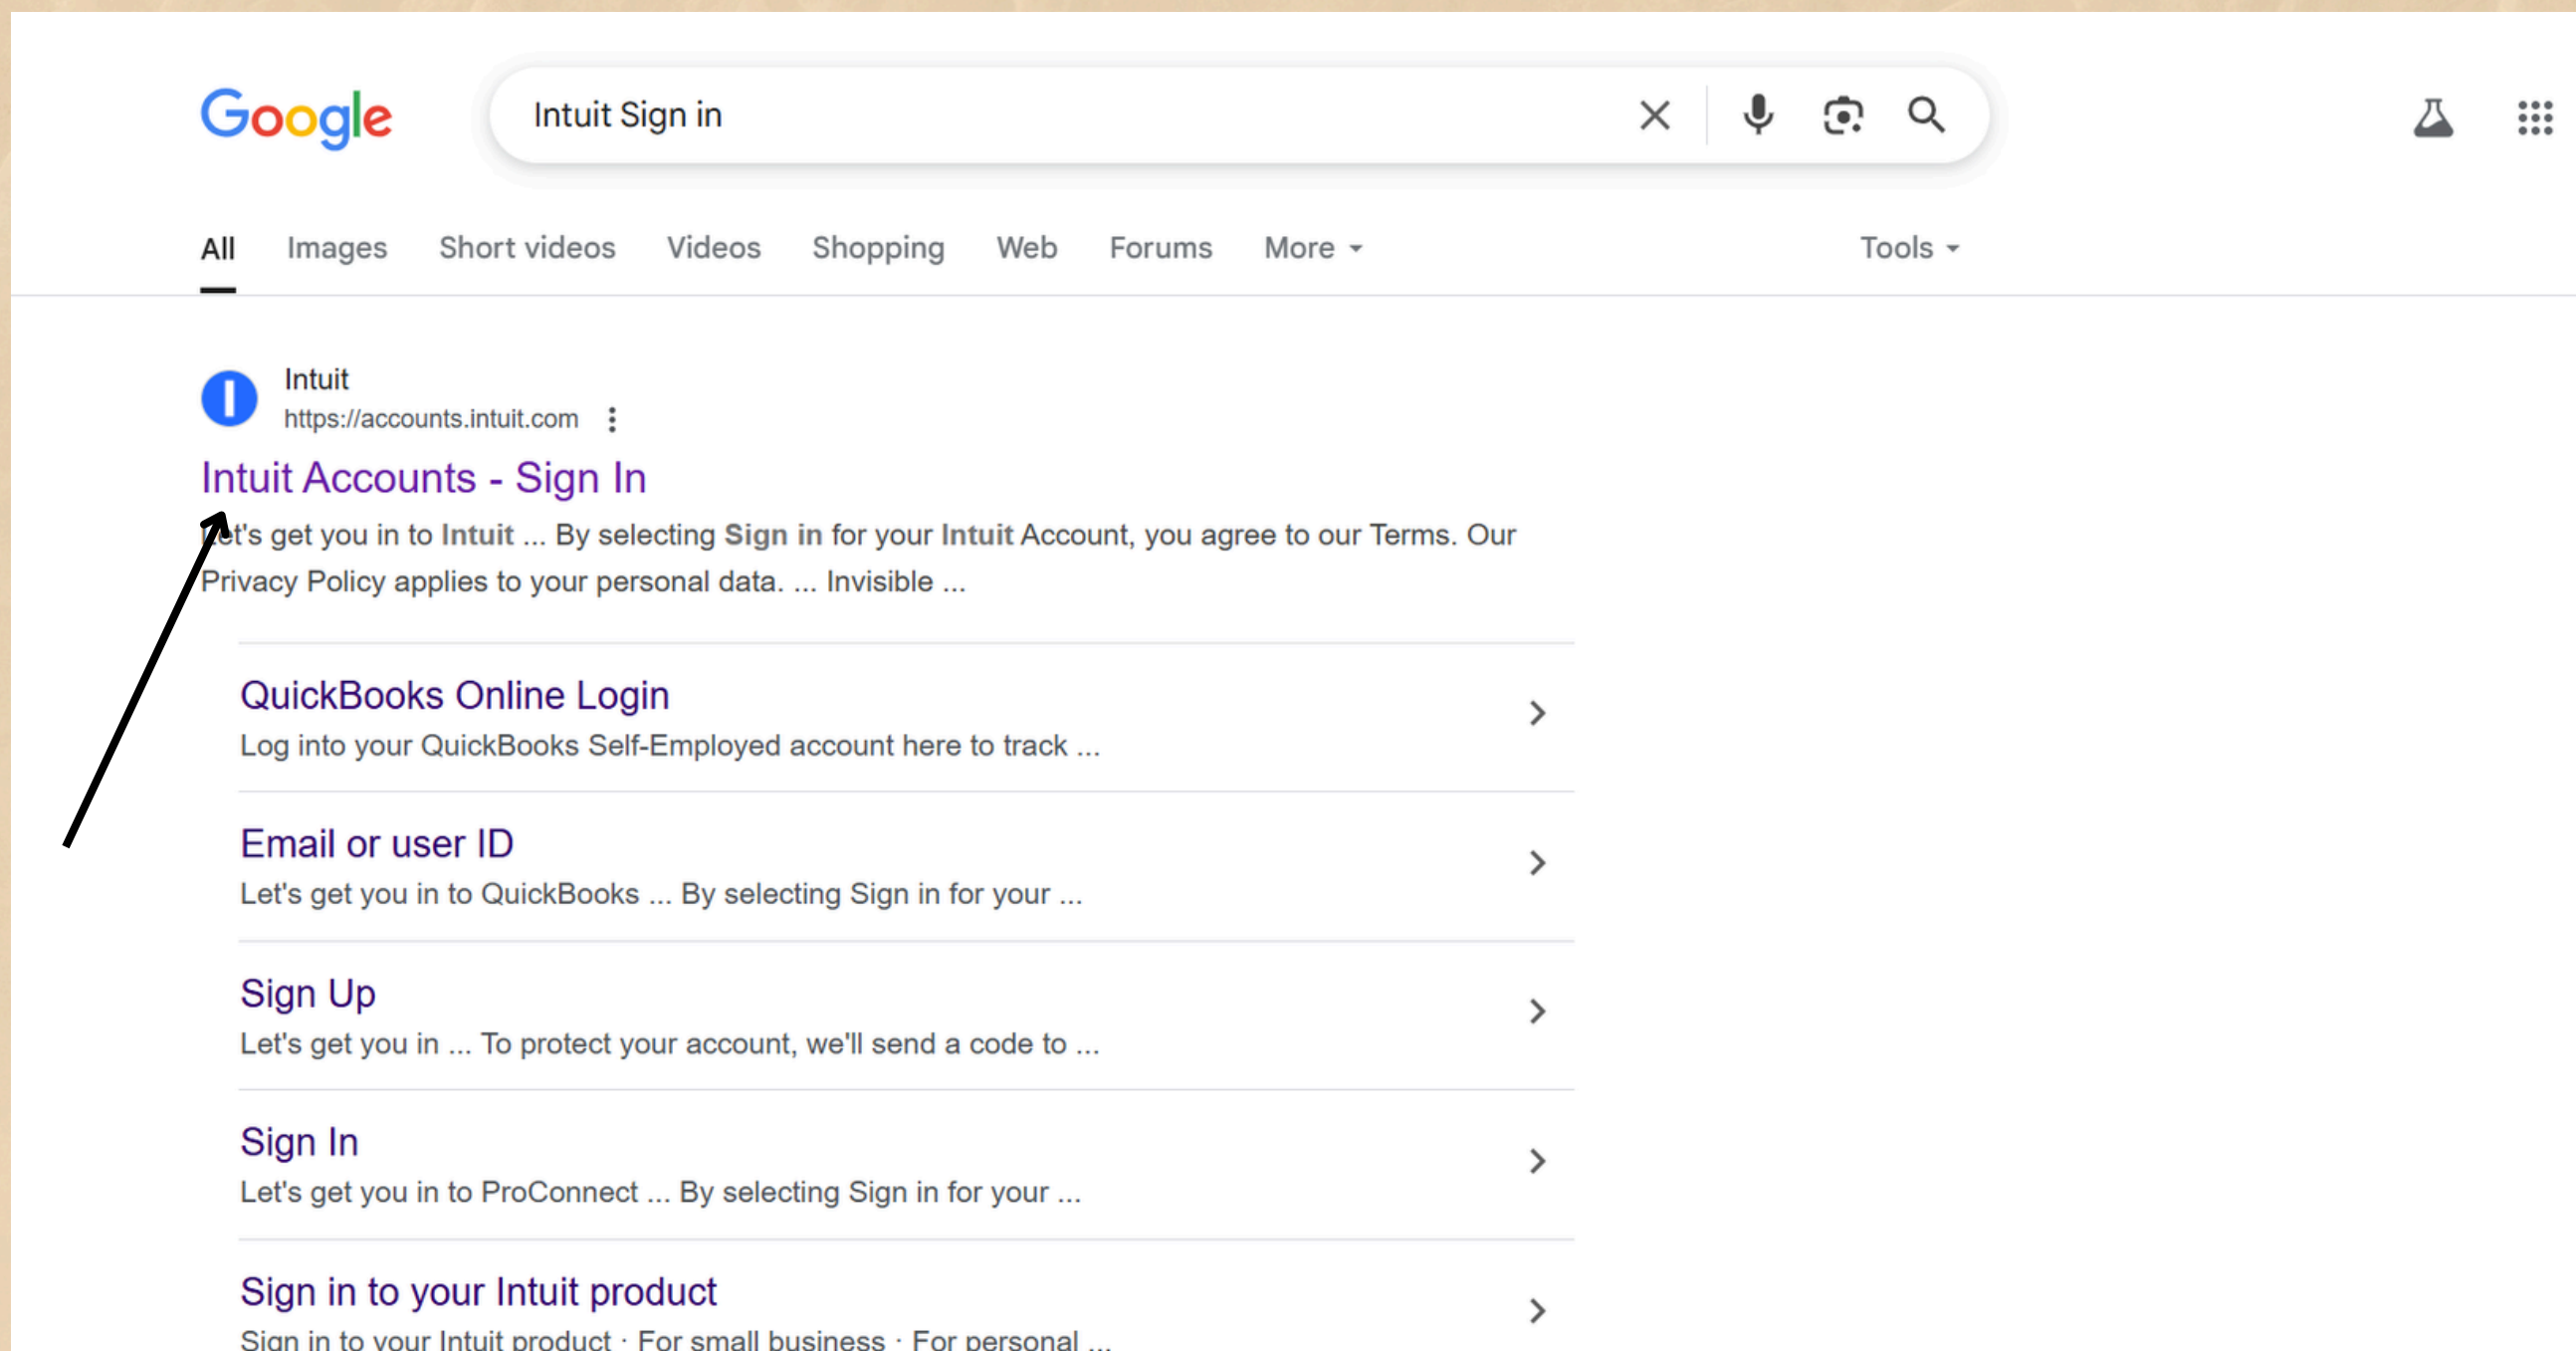 Google
Intuit Sign in
All Images Short videos Videos Shopping Web Forums More Tools
Intuit
https://accounts.intuit.com
Intuit Accounts - Sign In
Let's get you in to Intuit ... By selecting Sign in for your Intuit Account, you agree to our Terms. Our
Privacy Policy applies to your personal data. ... Invisible ...
QuickBooks Online Login
Log into your QuickBooks Self-Employed account here to track ...
Email or user ID
Let's get you in to QuickBooks ... By selecting Sign in for your ...
Sign Up
Let's get you in ... To protect your account, we'll send a code to ...
Sign In
Let's get you in to ProConnect ... By selecting Sign in for your ...
Sign in to your Intuit product
Sign in to your Intuit product · For small business · For personal ...